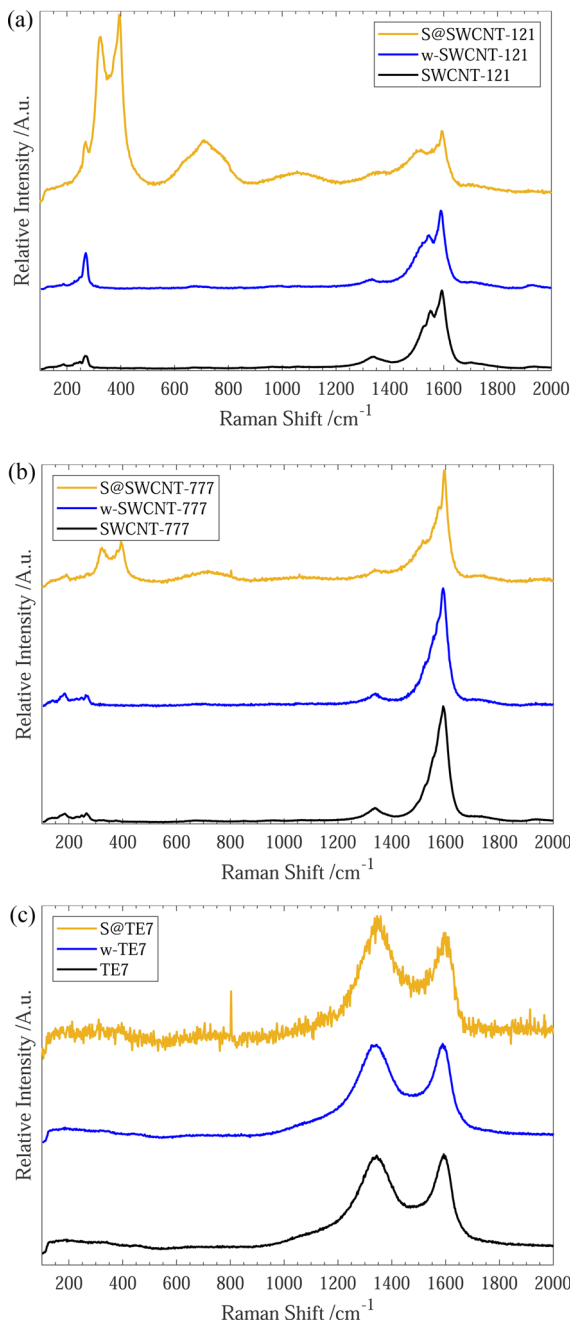 (a)
S@SWCNT-121
w-SWCNT-121
SWCNT-121
Relative Intensity /A.u.
200 400 600 800 1000 1200 1400 1600 1800 2000
Raman Shift /cm⁻¹
(b)
S@SWCNT-777
w-SWCNT-777
SWCNT-777
Relative Intensity /A.u.
200 400 600 800 1000 1200 1400 1600 1800 2000
Raman Shift /cm⁻¹
(c)
S@TE7
w-TE7
TE7
Relative Intensity /A.u.
200 400 600 800 1000 1200 1400 1600 1800 2000
Raman Shift /cm⁻¹